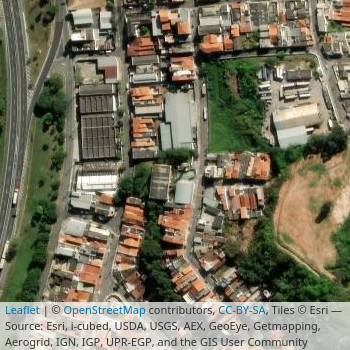 Leaflet | © OpenStreetMap contributors, CC-BY-SA, Tiles © Esri —
Source: Esri, i-cubed, USDA, USGS, AEX, GeoEye, Getmapping,
Aerogrid, IGN, IGP, UPR-EGP, and the GIS User Community